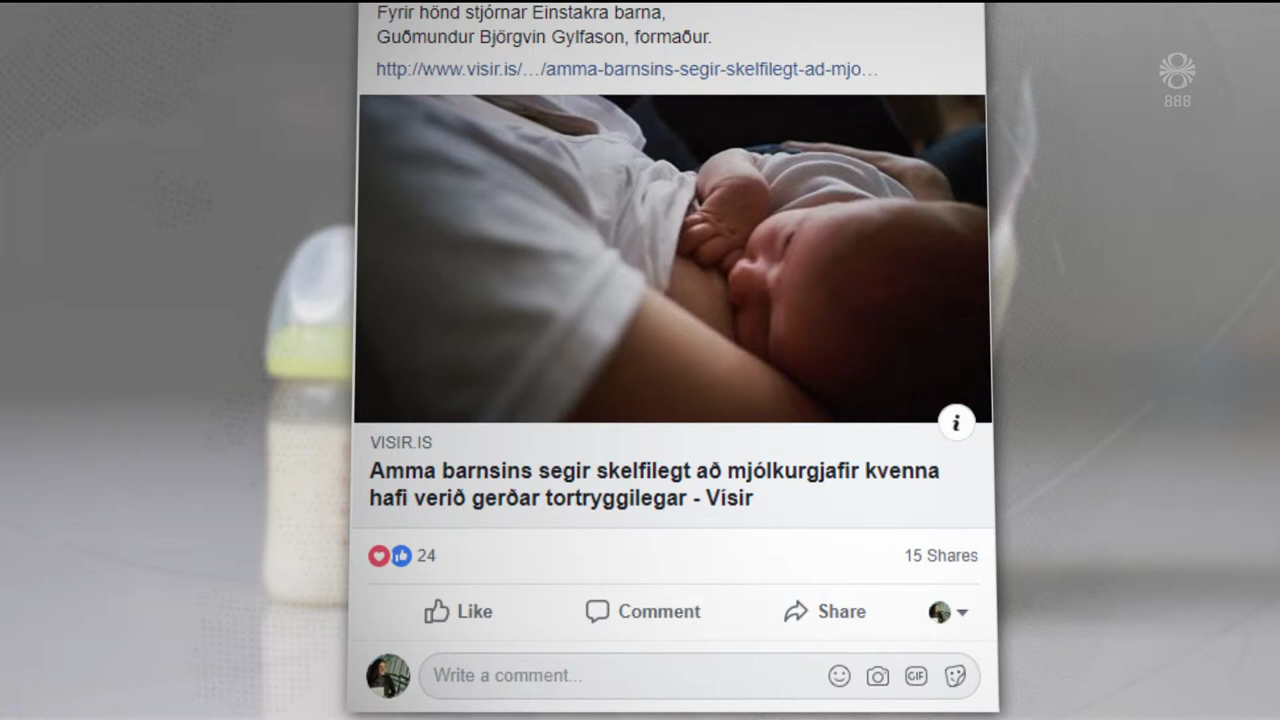 Fyrir hönd stjórnar Einstakra barna,
Guðmundur Björgvin Gylfason, formaður.
http://www.visir.is/…/amma-barnsins-segir-skelfilegt-ad-mjo…
888
i
VISIR.IS
Amma barnsins segir skelfilegt að mjólkurgjafir kvenna
hafi verið gerðar tortryggilegar - Vísir
24
15 Shares
Like Comment Share
Write a comment...
GIF